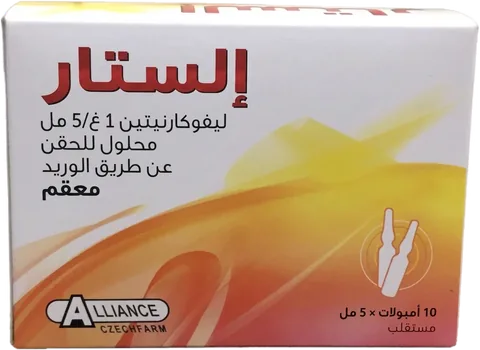 إلستار
ليفوكارنيتين 1 غ/5 مل
محلول للحقن
عن طريق الوريد
معقم
10 أمبولات × 5 مل
مستقلب
ALLIANCE
CZECHFARM